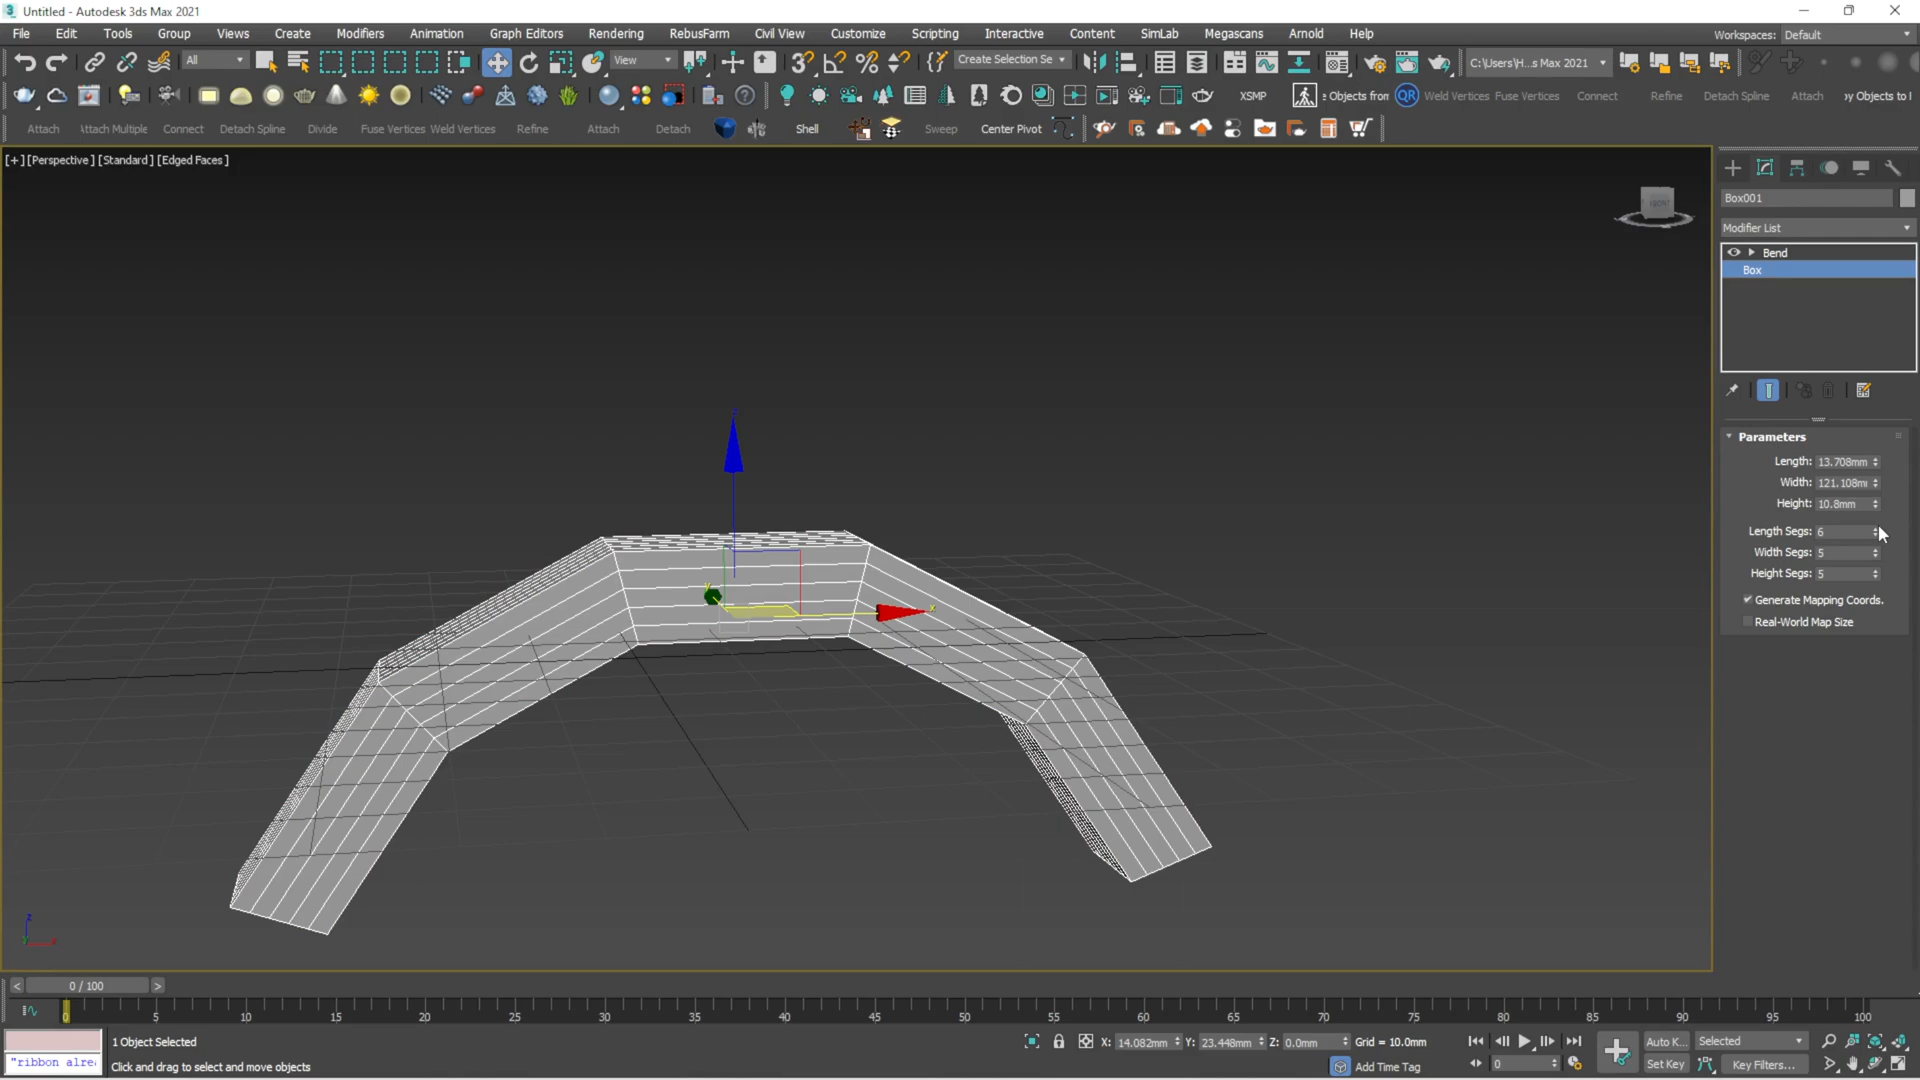 Untitled - Autodesk 3ds Max 2021
File Edit Tools Group Views Create Modifiers Animation Graph Editors Rendering RebusFarm Civil View Customize Scripting Interactive Content SimLab Megascans Arnold Help
Workspaces: Default
All View Create Selection Se C:\Users\H...s Max 2021
XSMP e Objects from QR Weld Vertices Fuse Vertices Connect Refine Detach Spline Attach py Objects to l
Attach Attach Multiple Connect Detach Spline Divide Fuse Vertices Weld Vertices Refine Attach Detach Shell Sweep Center Pivot
[+] [Perspective] [Standard] [Edged Faces]
FRONT
Box001
Modifier List
Bend
Box
Parameters
Length: 13.708mm
Width: 121.108m
Height: 10.8mm
Length Segs: 6
Width Segs: 5
Height Segs: 5
Generate Mapping Coords.
Real-World Map Size
z
y
x
z
y x
< 0 / 100 >
0 5 10 15 20 25 30 35 40 45 50 55 60 65 70 75 80 85 90 95 100
1 Object Selected
X: 14.082mm Y: 23.448mm Z: 0.0mm Grid = 10.0mm
Auto K... Selected
"ribbon alre
Click and drag to select and move objects
Add Time Tag
0
Set Key Key Filters...